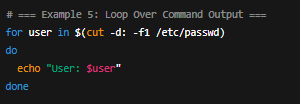 # === Example 5: Loop Over Command Output ===
for user in $(cut -d: -f1 /etc/passwd)
do
  echo "User: $user"
done